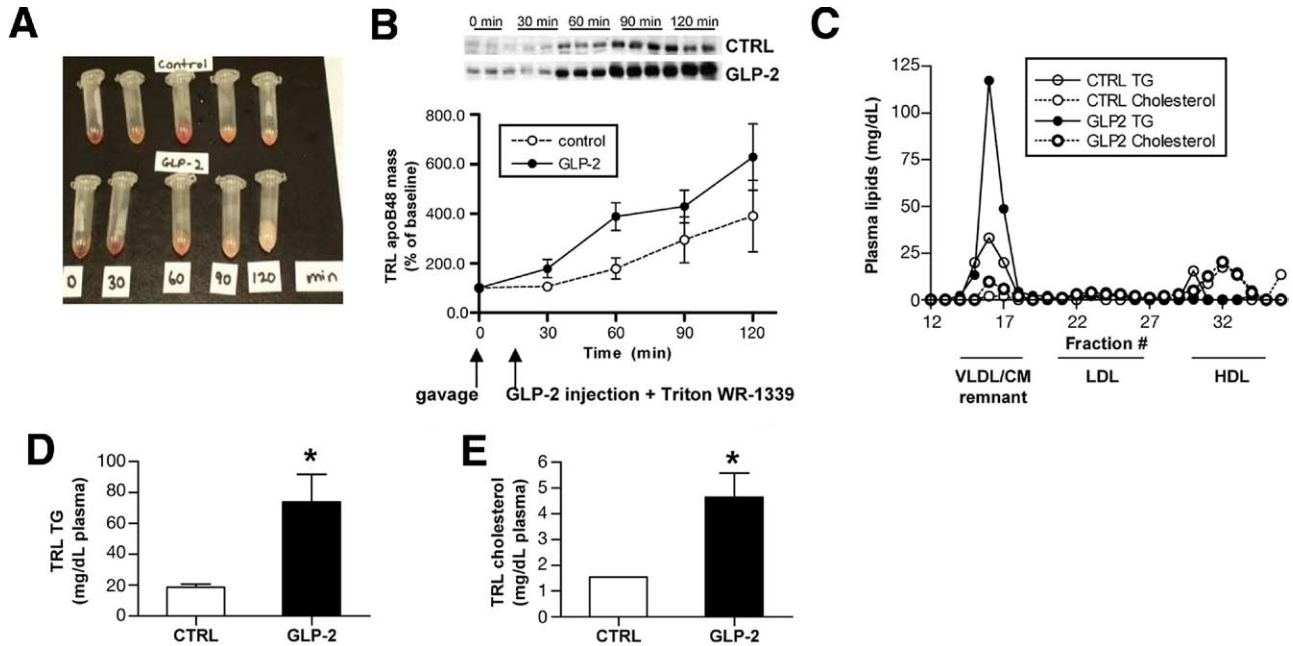 A
control
GLP-2
0 30 60 90 120 min
B
0 min 30 min 60 min 90 min 120 min
CTRL
GLP-2
TRL apoB48 mass
(% of baseline)
800.0
600.0
400.0
200.0
0.0
control
GLP-2
0 30 60 90 120
Time (min)
gavage
GLP-2 injection + Triton WR-1339
C
Plasma lipids (mg/dL)
125
100
75
50
25
0
CTRL TG
CTRL Cholesterol
GLP2 TG
GLP2 Cholesterol
12 17 22 27 32
Fraction #
VLDL/CM
remnant
LDL
HDL
D
TRL TG
(mg/dL plasma)
100
80
60
40
20
0
*
CTRL GLP-2
E
TRL cholesterol
(mg/dL plasma)
6
5
4
3
2
1
0
*
CTRL GLP-2